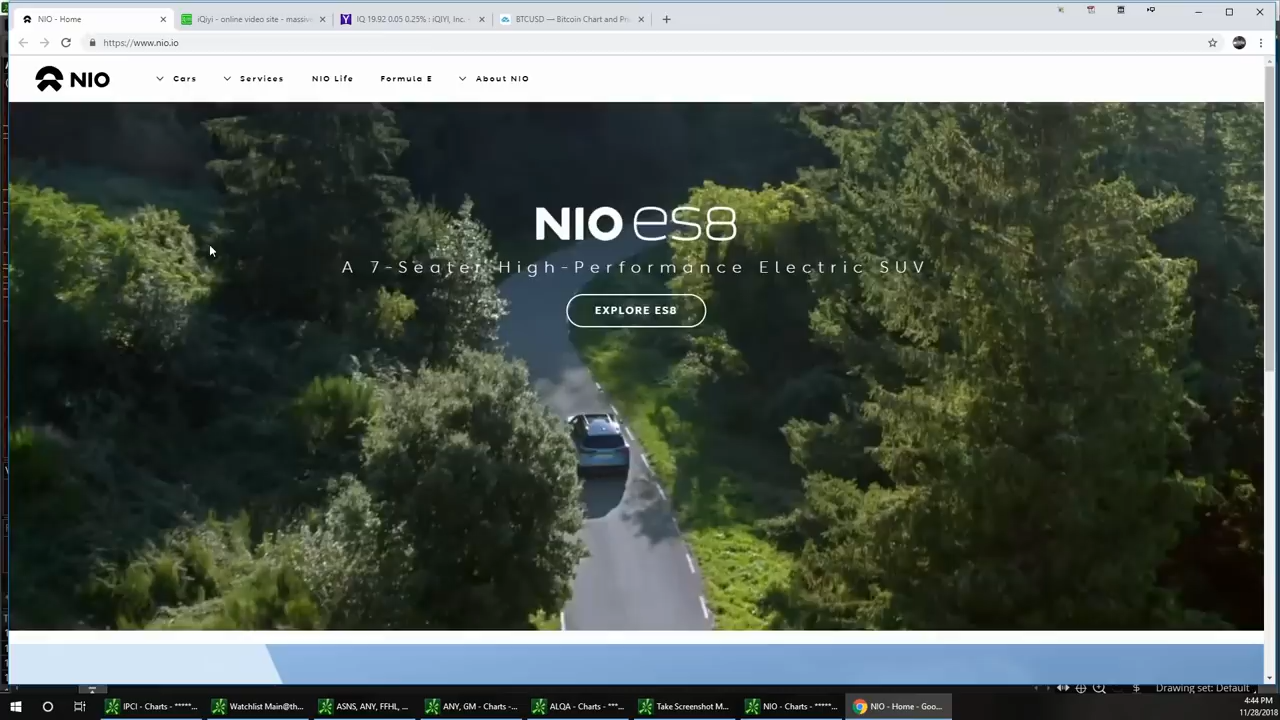 NIO - Home
iQiyi - online video site - massive
IQ 19.92 0.05 0.25% : iQIYI, Inc. -
BTCUSD — Bitcoin Chart and Pri
https://www.nio.io
NIO
Cars
Services
NIO Life
Formula E
About NIO
NIO es8
A 7-Seater High-Performance Electric SUV
EXPLORE ES8
Drawing set: Default
IPCI - Charts - *****...
Watchlist Main@th...
ASNS, ANY, FFHL, ...
ANY, GM - Charts -...
ALQA - Charts - ***...
Take Screenshot M...
NIO - Charts - *****...
NIO - Home - Goo...
4:44 PM
11/28/2018